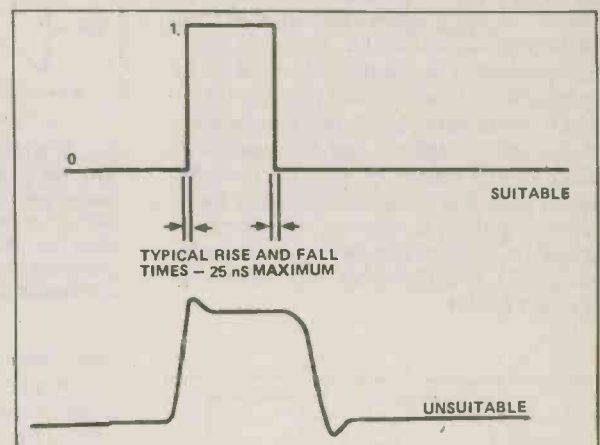 1.
0
SUITABLE
TYPICAL RISE AND FALL
TIMES – 25 nS MAXIMUM
UNSUITABLE